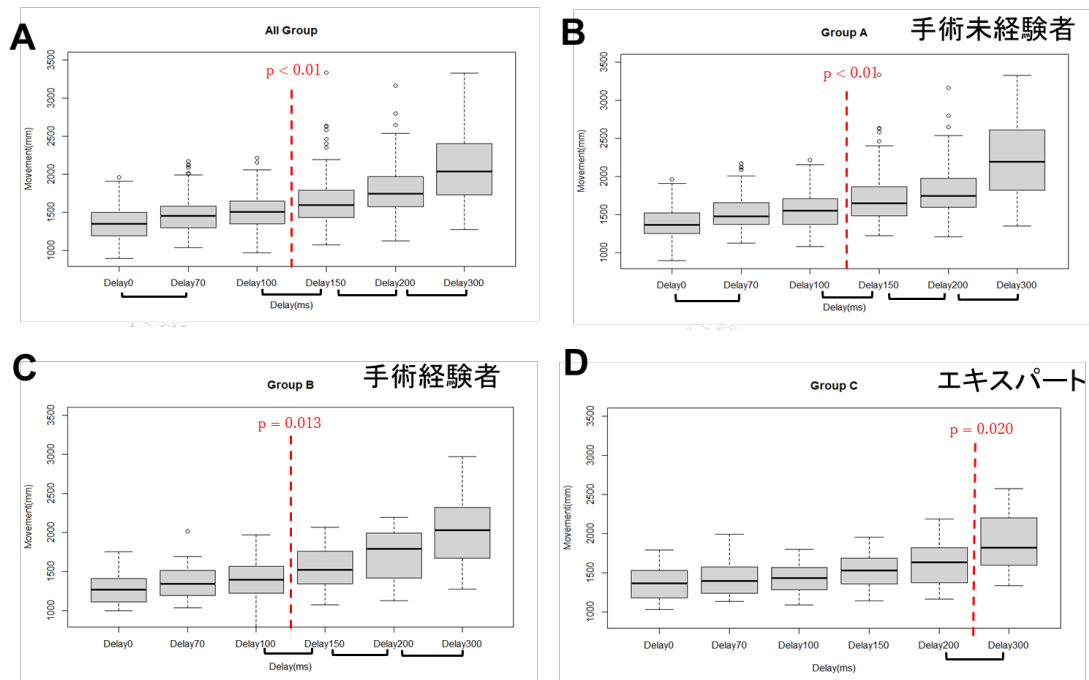 A
All Group
p < 0.01
Movement(mm)
3500
3000
2500
2000
1500
1000
Delay0 Delay70 Delay100 Delay150 Delay200 Delay300
Delay(ms)
B
Group A
手術未経験者
p < 0.01
Movement(mm)
3500
3000
2500
2000
1500
1000
Delay0 Delay70 Delay100 Delay150 Delay200 Delay300
Delay(ms)
C
Group B
手術経験者
p = 0.013
Movement(mm)
3500
3000
2500
2000
1500
1000
Delay0 Delay70 Delay100 Delay150 Delay200 Delay300
Delay(ms)
D
Group C
エキスパート
p = 0.020
Movement(mm)
3500
3000
2500
2000
1500
1000
Delay0 Delay70 Delay100 Delay150 Delay200 Delay300
Delay(ms)